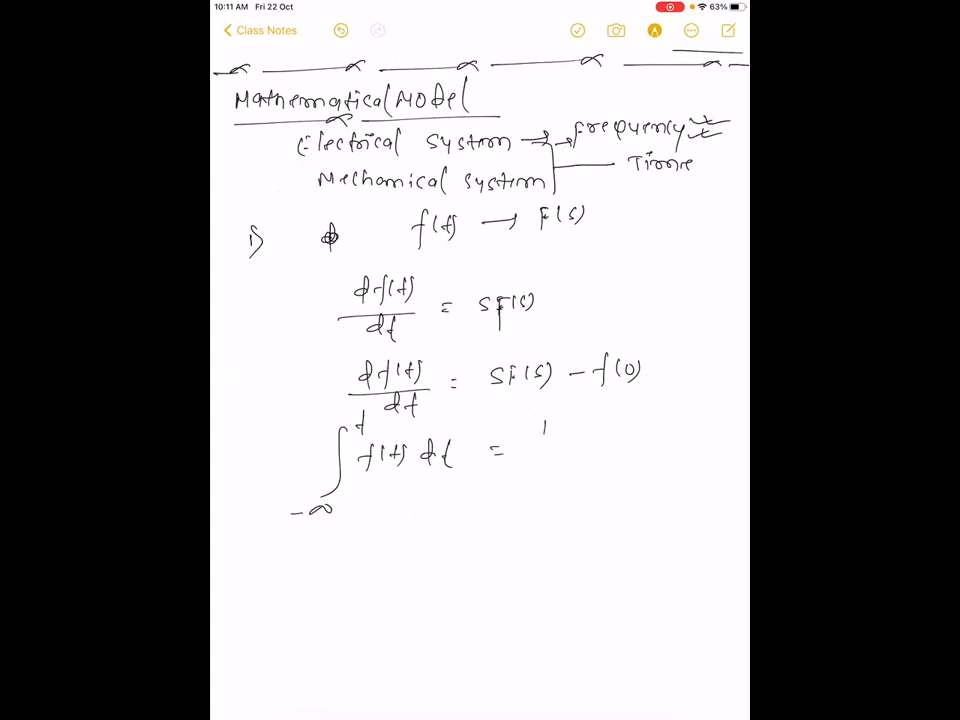 10:11 AM Fri 22 Oct 63%
Class Notes
Mathematical Model
Electrical system → → Frequency
Mechanical system Time
1) f(t) → F(s)
df(t)/dt = SF(s)
df(t)/dt = SF(s) - f(0)
∫_{-∞}^{t} f(t) dt =